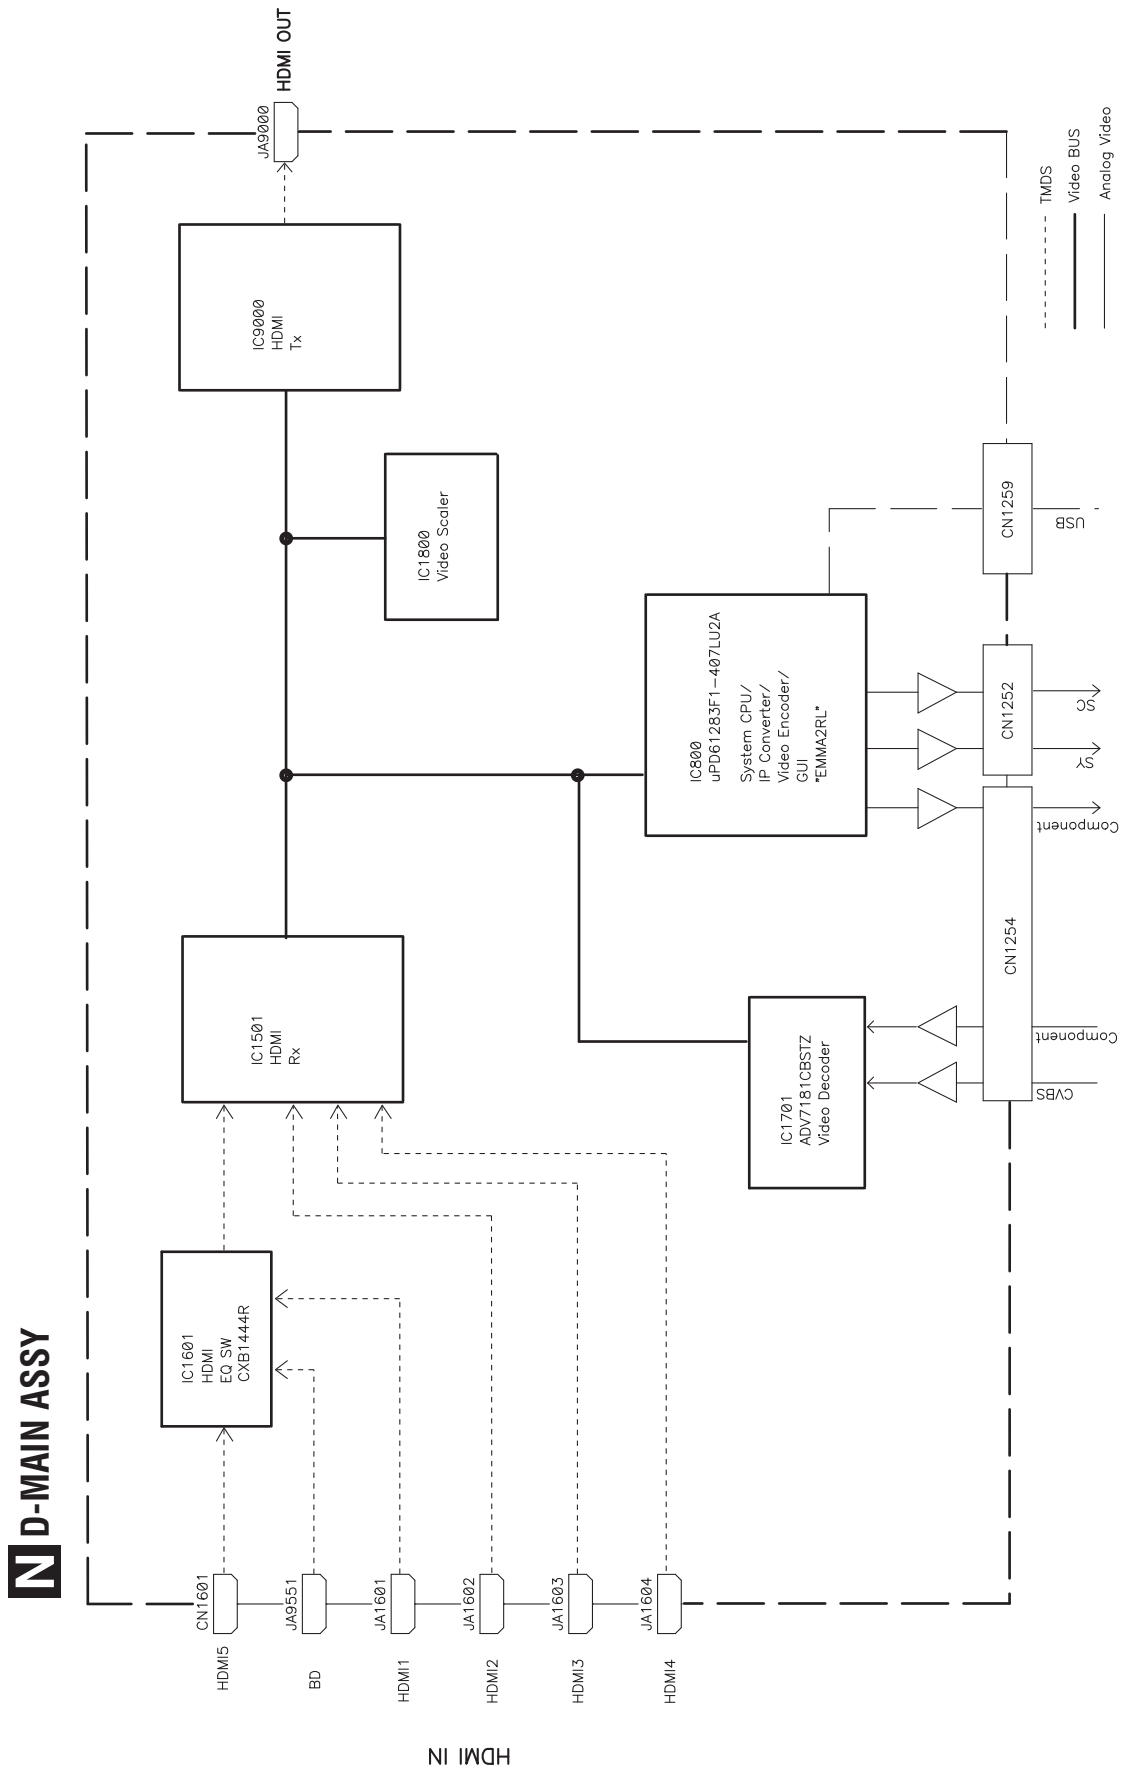 N D-MAIN ASSY
HDMI IN
HDMI5
CN1601
BD
JA9551
HDMI1
JA1601
HDMI2
JA1602
HDMI3
JA1603
HDMI4
JA1604
IC1601
HDMI
EQ SW
CXB1444R
IC1501
HDMI
Rx
IC1800
Video Scaler
IC9000
HDMI
Tx
JA9000
HDMI OUT
IC1701
ADV7181CBSTZ
Video Decoder
IC800
uPD61283F1-407LU2A
System CPU/
IP Converter/
Video Encoder/
GUI
"EMMA2RL"
CN1254
CN1252
CN1259
CVBS
Component
Component
SY
SC
USB
TMDS
Video BUS
Analog Video